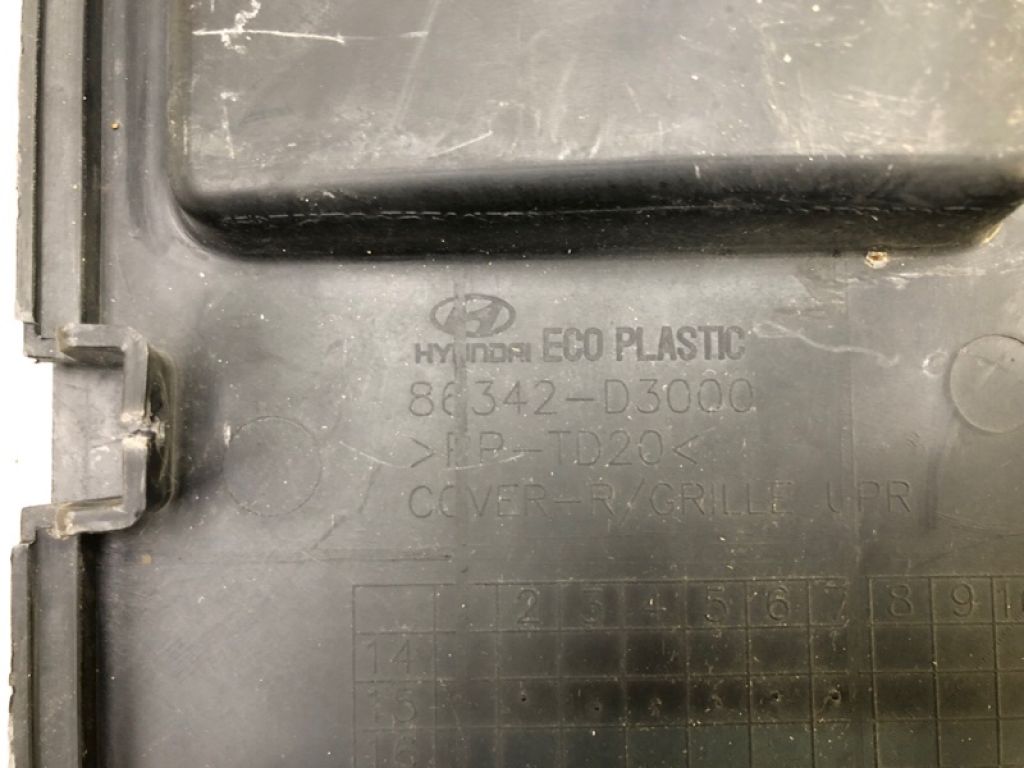 HYUNDAI ECO PLASTIC
86342-D3000
>PP-TD20<
COVER-R/GRILLE UPR
2 3 4 5 6 7 8 9 10
14
15
16